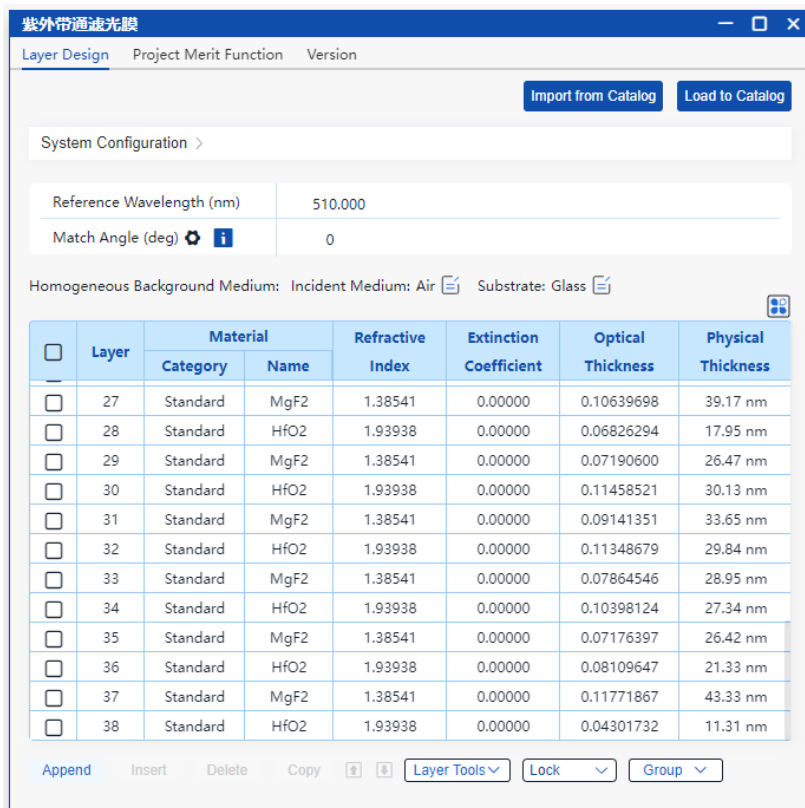 紫外带通滤光膜
Layer Design Project Merit Function Version
Import from Catalog Load to Catalog
System Configuration >
Reference Wavelength (nm) 510.000
Match Angle (deg) i 0
Homogeneous Background Medium: Incident Medium: Air Substrate: Glass
Layer Material Refractive Index Extinction Coefficient Optical Thickness Physical Thickness
Category Name
27 Standard MgF2 1.38541 0.00000 0.10639698 39.17 nm
28 Standard HfO2 1.93938 0.00000 0.06826294 17.95 nm
29 Standard MgF2 1.38541 0.00000 0.07190600 26.47 nm
30 Standard HfO2 1.93938 0.00000 0.11458521 30.13 nm
31 Standard MgF2 1.38541 0.00000 0.09141351 33.65 nm
32 Standard HfO2 1.93938 0.00000 0.11348679 29.84 nm
33 Standard MgF2 1.38541 0.00000 0.07864546 28.95 nm
34 Standard HfO2 1.93938 0.00000 0.10398124 27.34 nm
35 Standard MgF2 1.38541 0.00000 0.07176397 26.42 nm
36 Standard HfO2 1.93938 0.00000 0.08109647 21.33 nm
37 Standard MgF2 1.38541 0.00000 0.11771867 43.33 nm
38 Standard HfO2 1.93938 0.00000 0.04301732 11.31 nm
Append Insert Delete Copy Layer Tools Lock Group